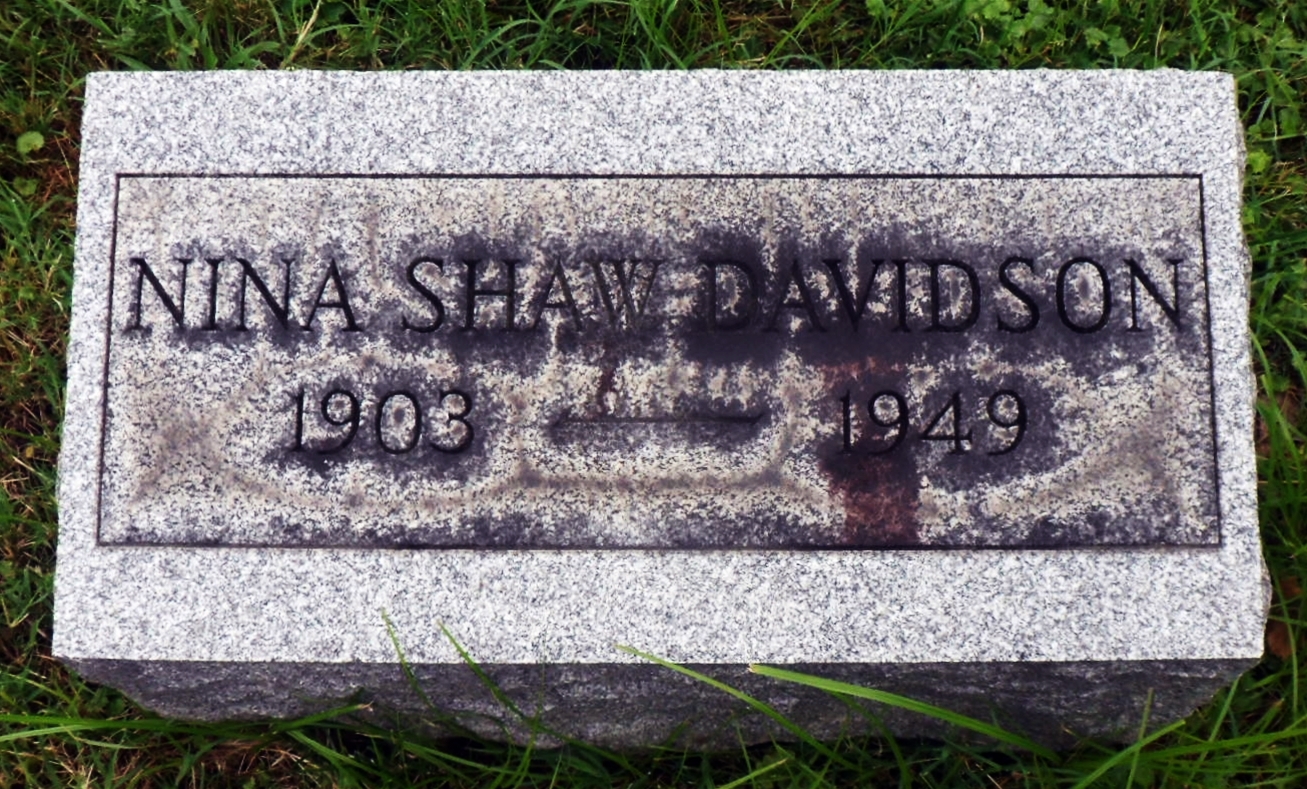 NINA SHAW DAVIDSON
1903 — 1949